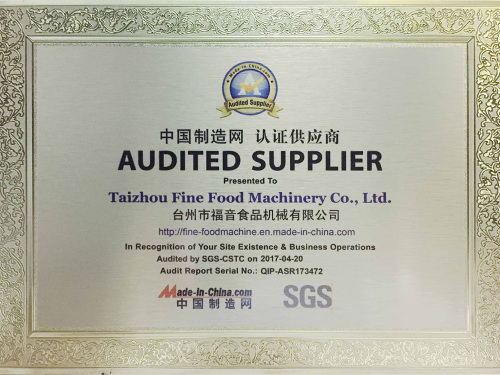 Made-in-China.com
Audited Supplier
中国制造网 认证供应商
AUDITED SUPPLIER
Presented To
Taizhou Fine Food Machinery Co., Ltd.
台州市福音食品机械有限公司
http://fine-foodmachine.en.made-in-china.com
In Recognition of Your Site Existence & Business Operations
Audited by SGS-CSTC on 2017-04-20
Audit Report Serial No.: QIP-ASR173472
Made-in-China.com
中国制造网
SGS